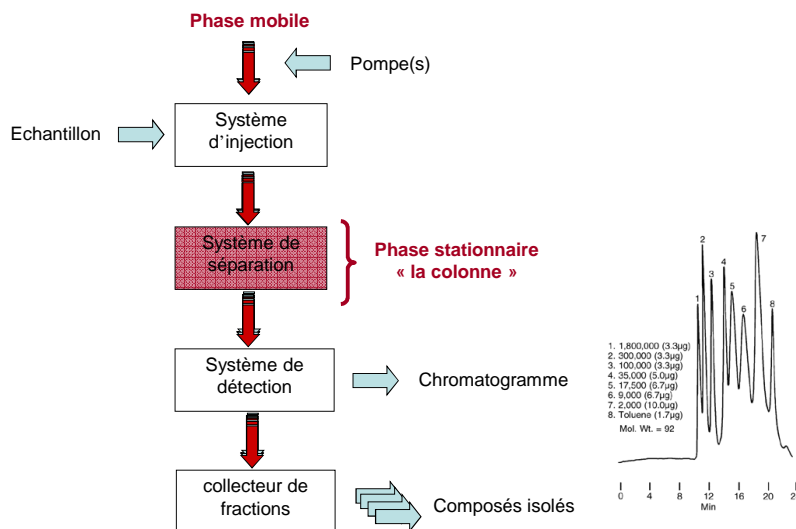 Phase mobile
Pompe(s)
Echantillon
Système
d'injection
Système de
séparation
Phase stationnaire
« la colonne »
Système de
détection
Chromatogramme
collecteur de
fractions
Composés isolés
1
2
3
4
5
6
7
8
1. 1,800,000 (3.3µg)
2. 300,000 (3.3µg)
3. 100,000 (3.3µg)
4. 35,000 (5.0µg)
5. 17,500 (6.7µg)
6. 9,000 (6.7µg)
7. 2,000 (10.0µg)
8. Toluene (1.7µg)
Mol. Wt. = 92
0 4 8 12 16 20 2
Min